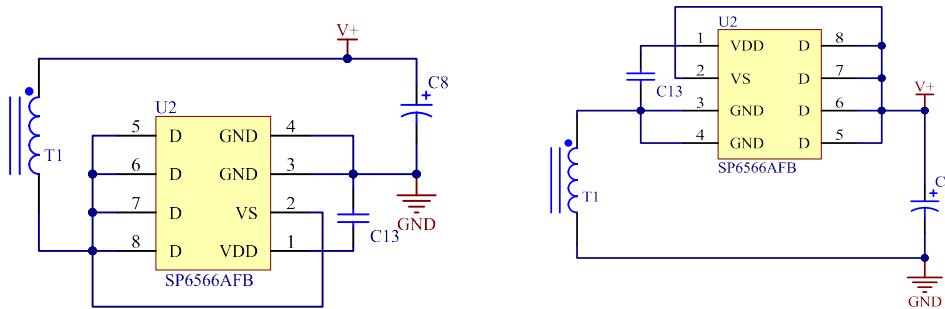 V+
C8
U2
T1
5 D GND 4
6 D GND 3
7 D VS 2
8 D VDD 1
C13
GND
SP6566AFB
U2
1 VDD D 8
2 VS D 7
C13
3 GND D 6
V+
4 GND D 5
SP6566AFB
T1
C
GND